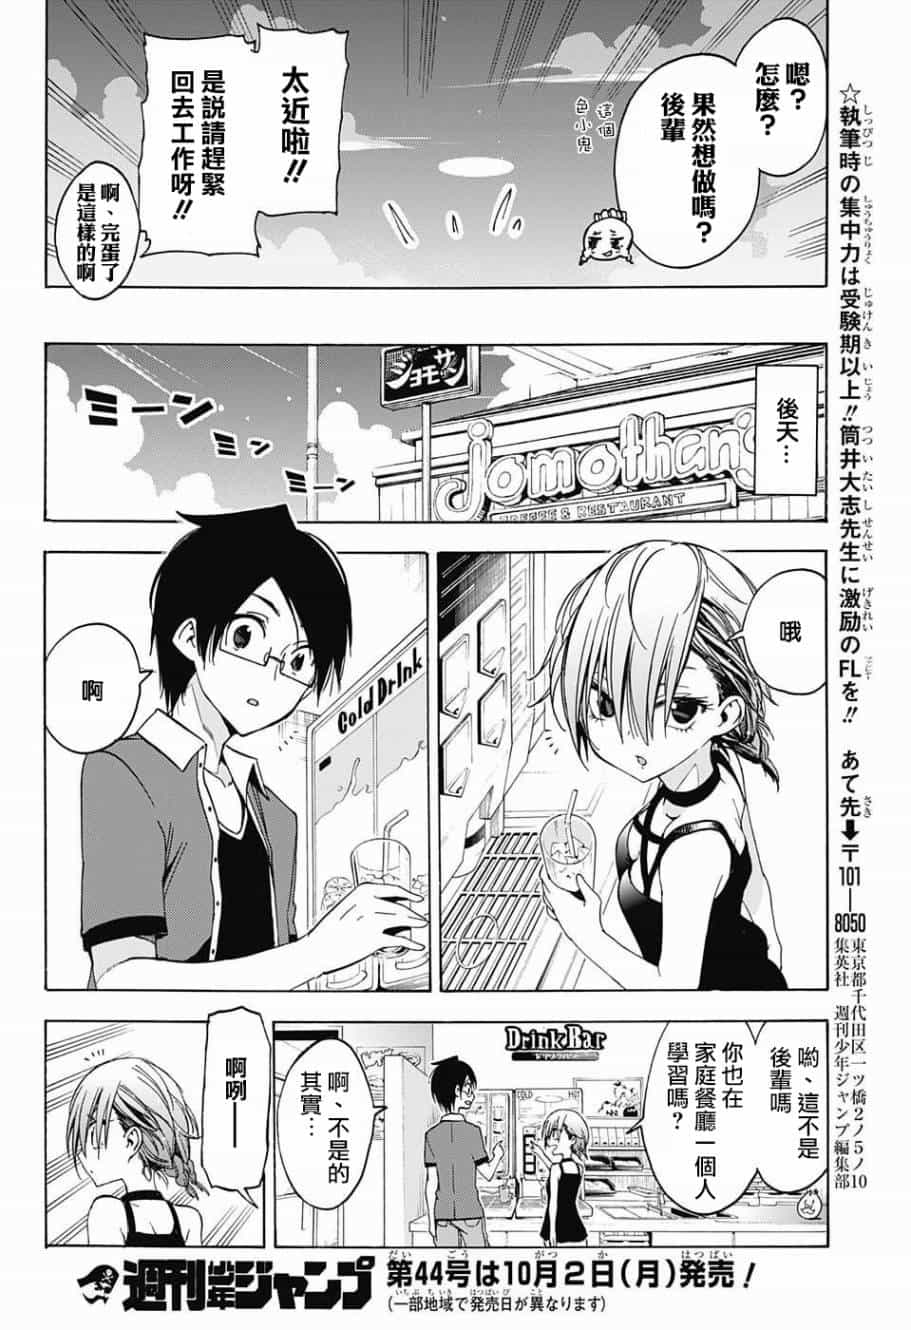 嗯？
怎麼？
果然想做嗎？
後輩
這個
色小鬼
太近啦!!
是説請趕緊
回去工作呀!!
啊、完蛋了
是這樣的啊
後天…
ジョモサン
ミーン
ミーン
ミーン
jomothan's
COFFEE & RESTAURANT
哦
Cold Drink
啊
喲、這不是
後輩嗎
你也在
家庭餐廳一個人
學習嗎？
Drink Bar
COLD
HOT
啊、不是的
其實…
啊咧——
☆執筆時の集中力は受験期以上!!筒井大志先生に激励のFLを!!　あて先➡〒101—8050 東京都千代田区一ツ橋2ノ5ノ10
集英社　週刊少年ジャンプ編集部
週刊少年ジャンプ 第44号は10月2日(月)発売！
(一部地域で発売日が異なります)